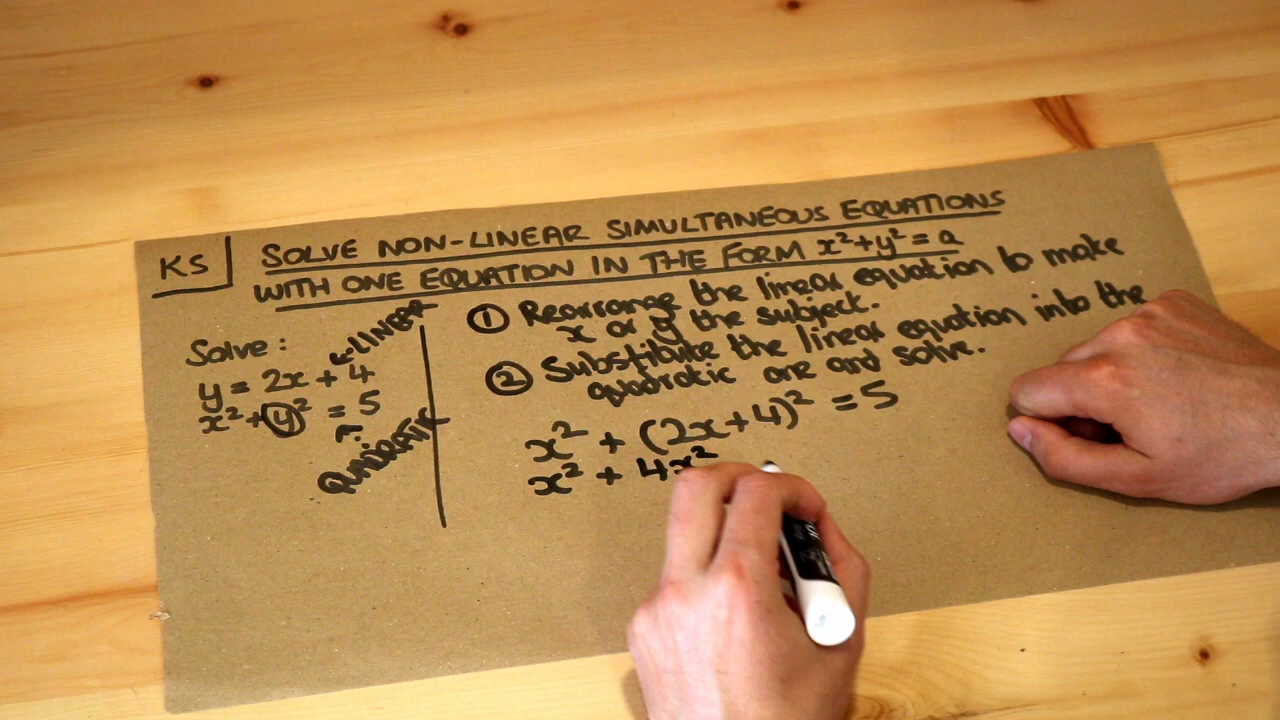 KS
SOLVE NON-LINEAR SIMULTANEOUS EQUATIONS
WITH ONE EQUATION IN THE FORM x²+y²=a
Solve:
y = 2x + 4
←LINEAR
x²+y² = 5
QUADRATIC
① Rearrange the linear equation to make
x or y the subject.
② Substitute the linear equation into the
quadratic one and solve.
x² + (2x+4)² = 5
x² + 4x²